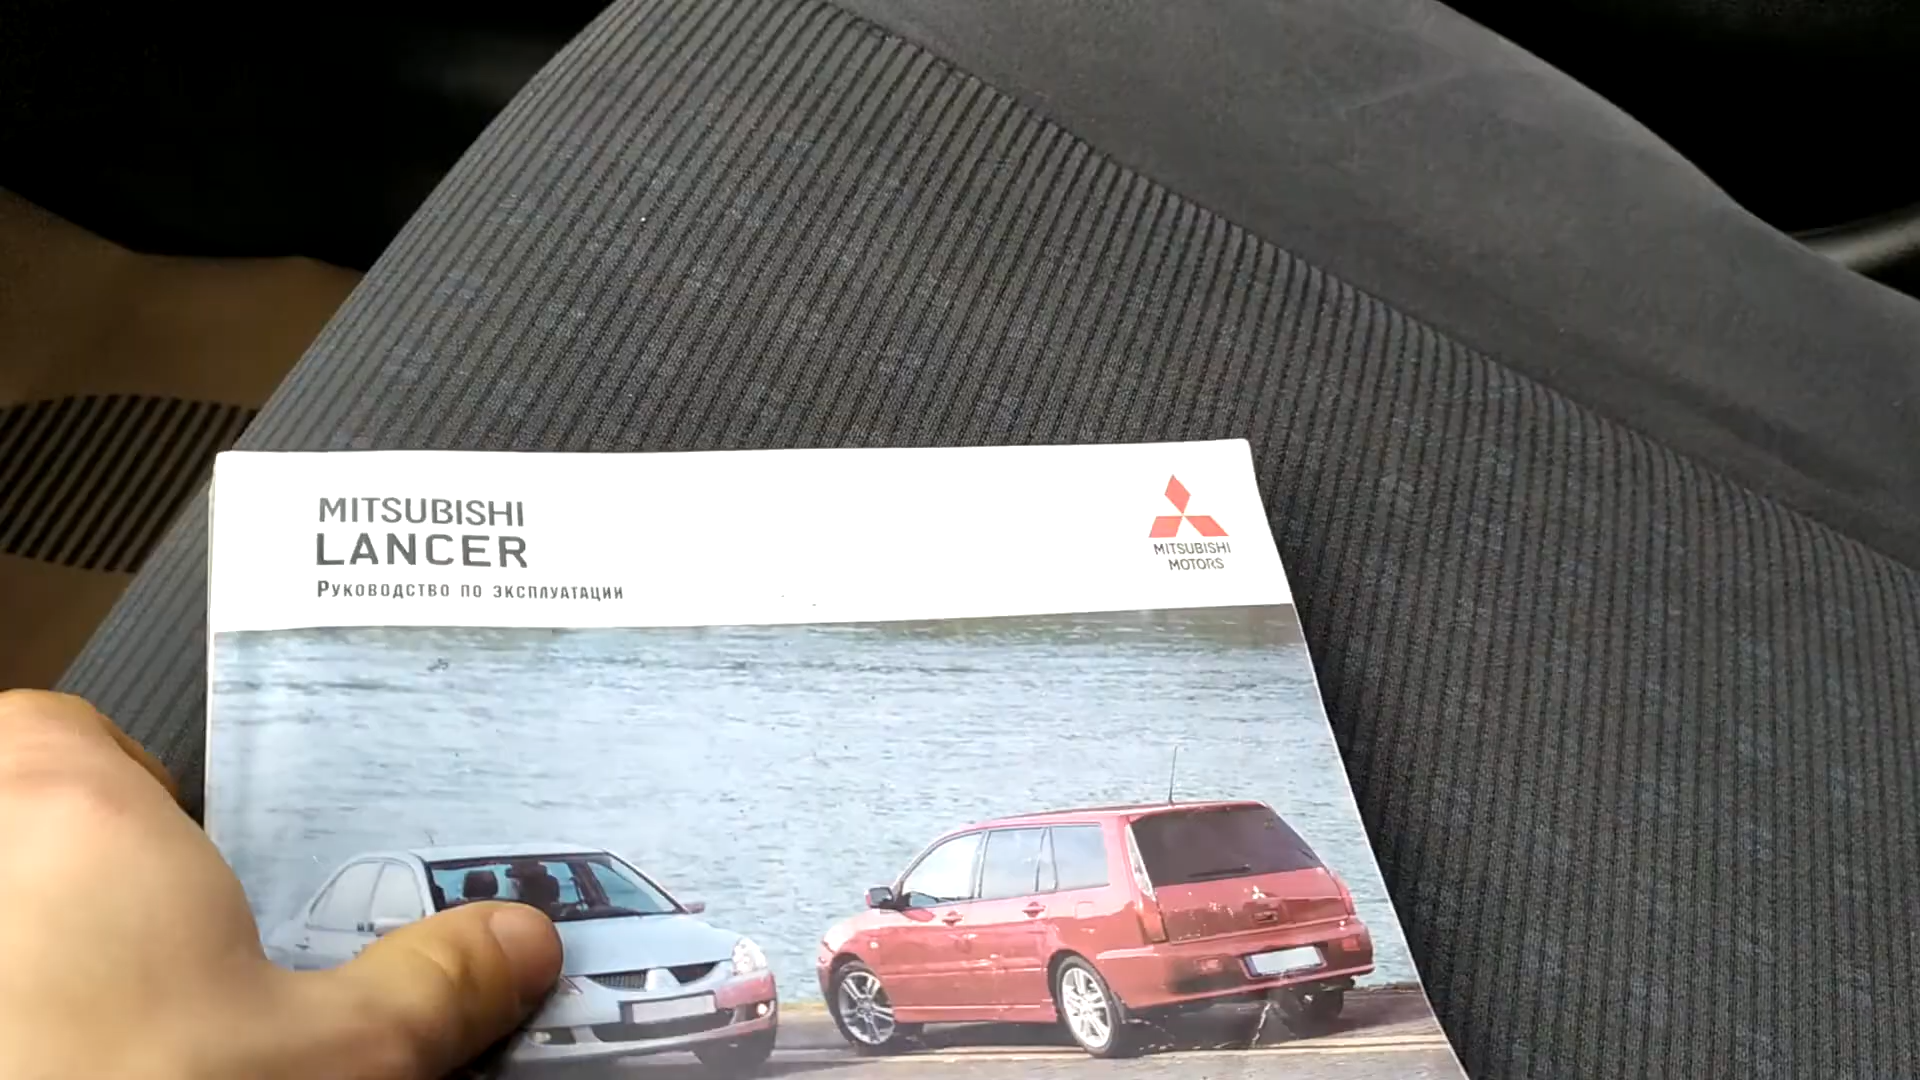 MITSUBISHI
LANCER
Руководство по эксплуатации
MITSUBISHI
MOTORS